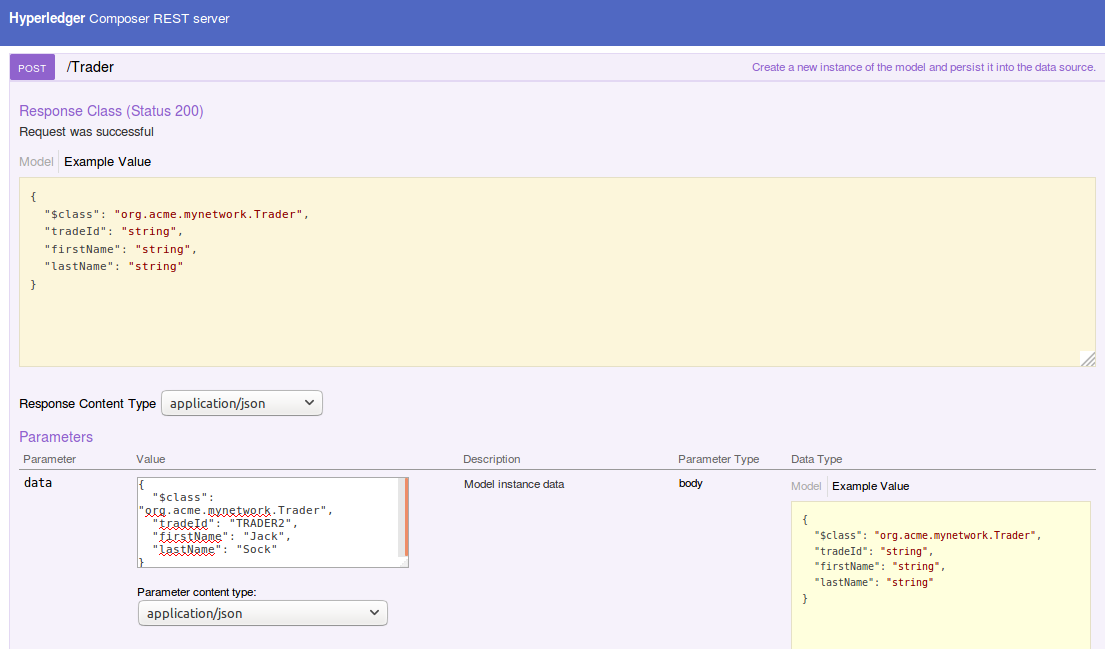 Hyperledger Composer REST server
POST /Trader Create a new instance of the model and persist it into the data source.
Response Class (Status 200)
Request was successful
Model Example Value
{
  "$class": "org.acme.mynetwork.Trader",
  "tradeId": "string",
  "firstName": "string",
  "lastName": "string"
}
Response Content Type application/json
Parameters
Parameter Value Description Parameter Type Data Type
data
{
  "$class":
"org.acme.mynetwork.Trader",
  "tradeId": "TRADER2",
  "firstName": "Jack",
  "lastName": "Sock"
}
Parameter content type:
application/json
Model instance data
body
Model Example Value
{
  "$class": "org.acme.mynetwork.Trader",
  "tradeId": "string",
  "firstName": "string",
  "lastName": "string"
}